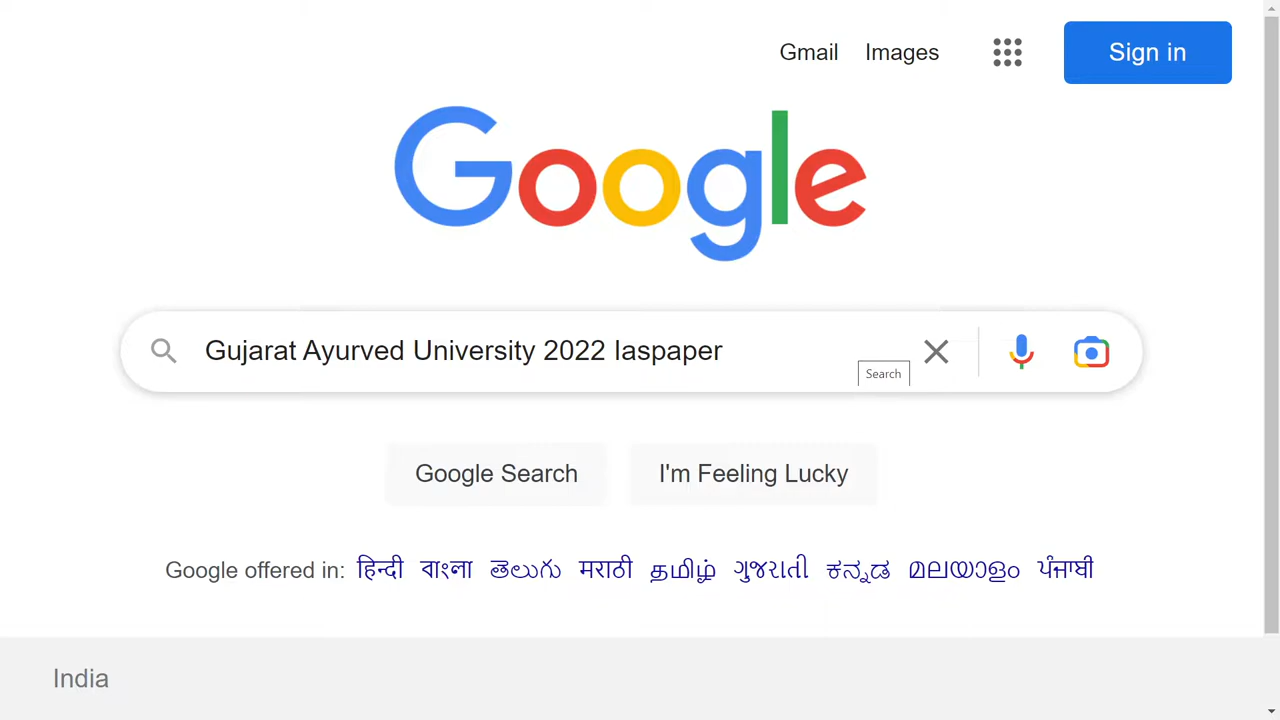 Gmail Images Sign in
Google
Gujarat Ayurved University 2022 Iaspaper
Search
Google Search I'm Feeling Lucky
Google offered in: हिन्दी বাংলা తెలుగు मराठी தமிழ் ગુજરાતી ಕನ್ನಡ മലയാളം ਪੰਜਾਬੀ
India